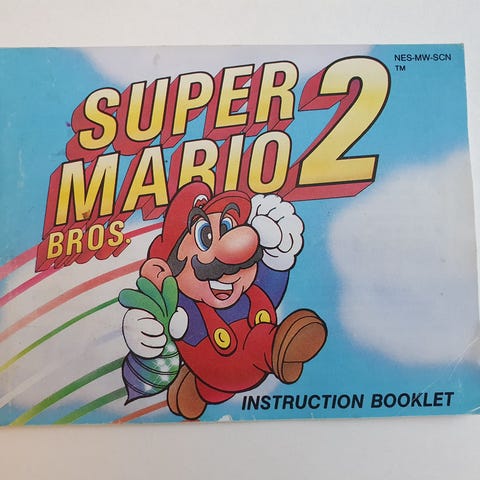 NES-MW-SCN
TM
SUPER
MARIO 2
BROS.
M
INSTRUCTION BOOKLET